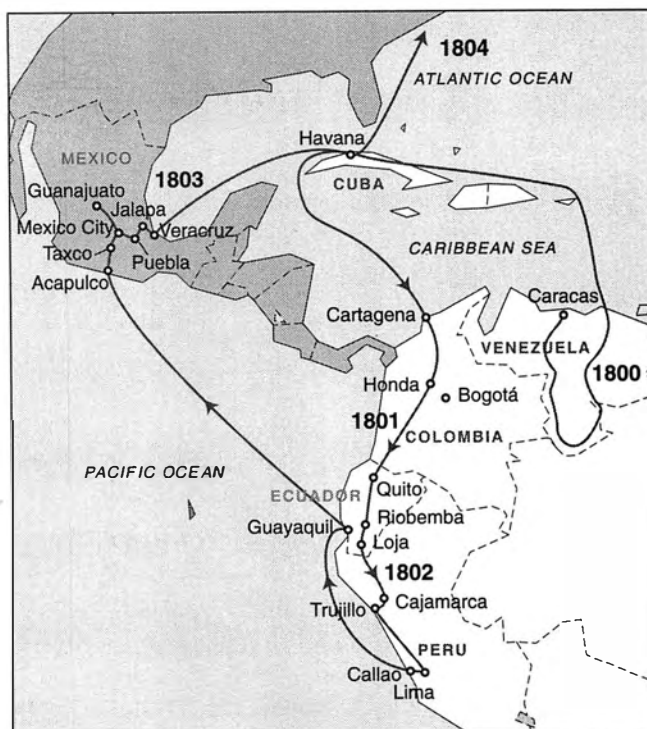 1804
ATLANTIC OCEAN
Havana
MEXICO
1803
CUBA
Guanajuato
Jalapa
Mexico City
Veracruz
Taxco
Puebla
CARIBBEAN SEA
Acapulco
Caracas
Cartagena
VENEZUELA
1800
Honda
Bogotá
1801
COLOMBIA
PACIFIC OCEAN
Quito
ECUADOR
Riobemba
Guayaquil
Loja
1802
Cajamarca
Trujillo
PERU
Callao
Lima